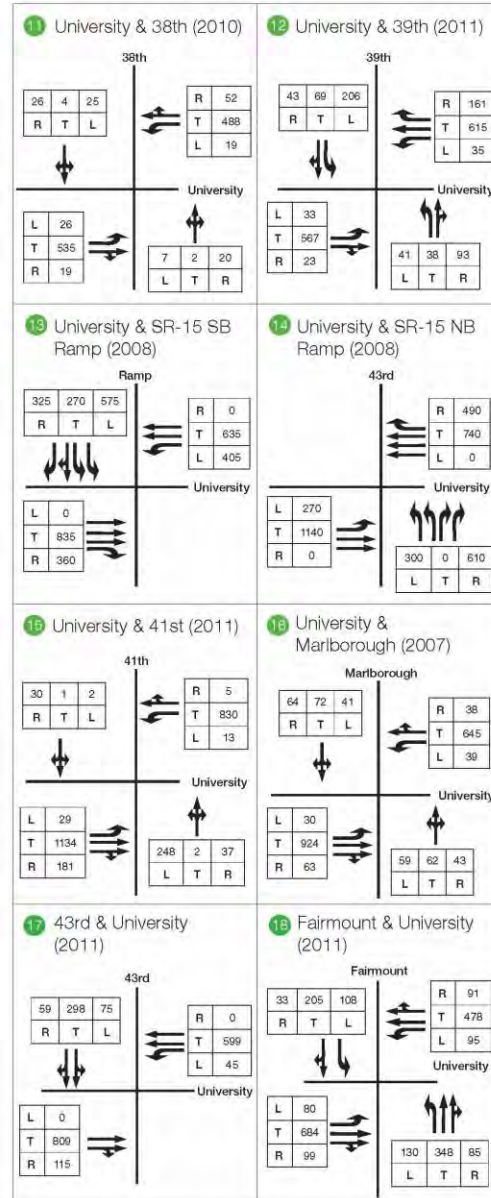 11 University & 38th (2010)
38th
26 4 25
R T L
R 52
T 488
L 19
University
L 26
T 535
R 19
7 2 20
L T R
12 University & 39th (2011)
39th
43 69 206
R T L
R 161
T 615
L 35
University
L 33
T 567
R 23
41 38 93
L T R
13 University & SR-15 SB
Ramp (2008)
Ramp
325 270 575
R T L
R 0
T 635
L 405
University
L 0
T 835
R 360
14 University & SR-15 NB
Ramp (2008)
43rd
R 490
T 740
L 0
University
L 270
T 1140
R 0
300 0 610
L T R
15 University & 41st (2011)
41th
30 1 2
R T L
R 5
T 830
L 13
University
L 29
T 1134
R 181
248 2 37
L T R
16 University &
Marlborough (2007)
Marlborough
64 72 41
R T L
R 38
T 645
L 39
University
L 30
T 924
R 63
59 62 43
L T R
17 43rd & University
(2011)
43rd
59 298 75
R T L
R 0
T 599
L 45
University
L 0
T 809
R 115
18 Fairmount & University
(2011)
Fairmount
33 205 108
R T L
R 91
T 478
L 95
University
L 80
T 684
R 99
130 348 85
L T R